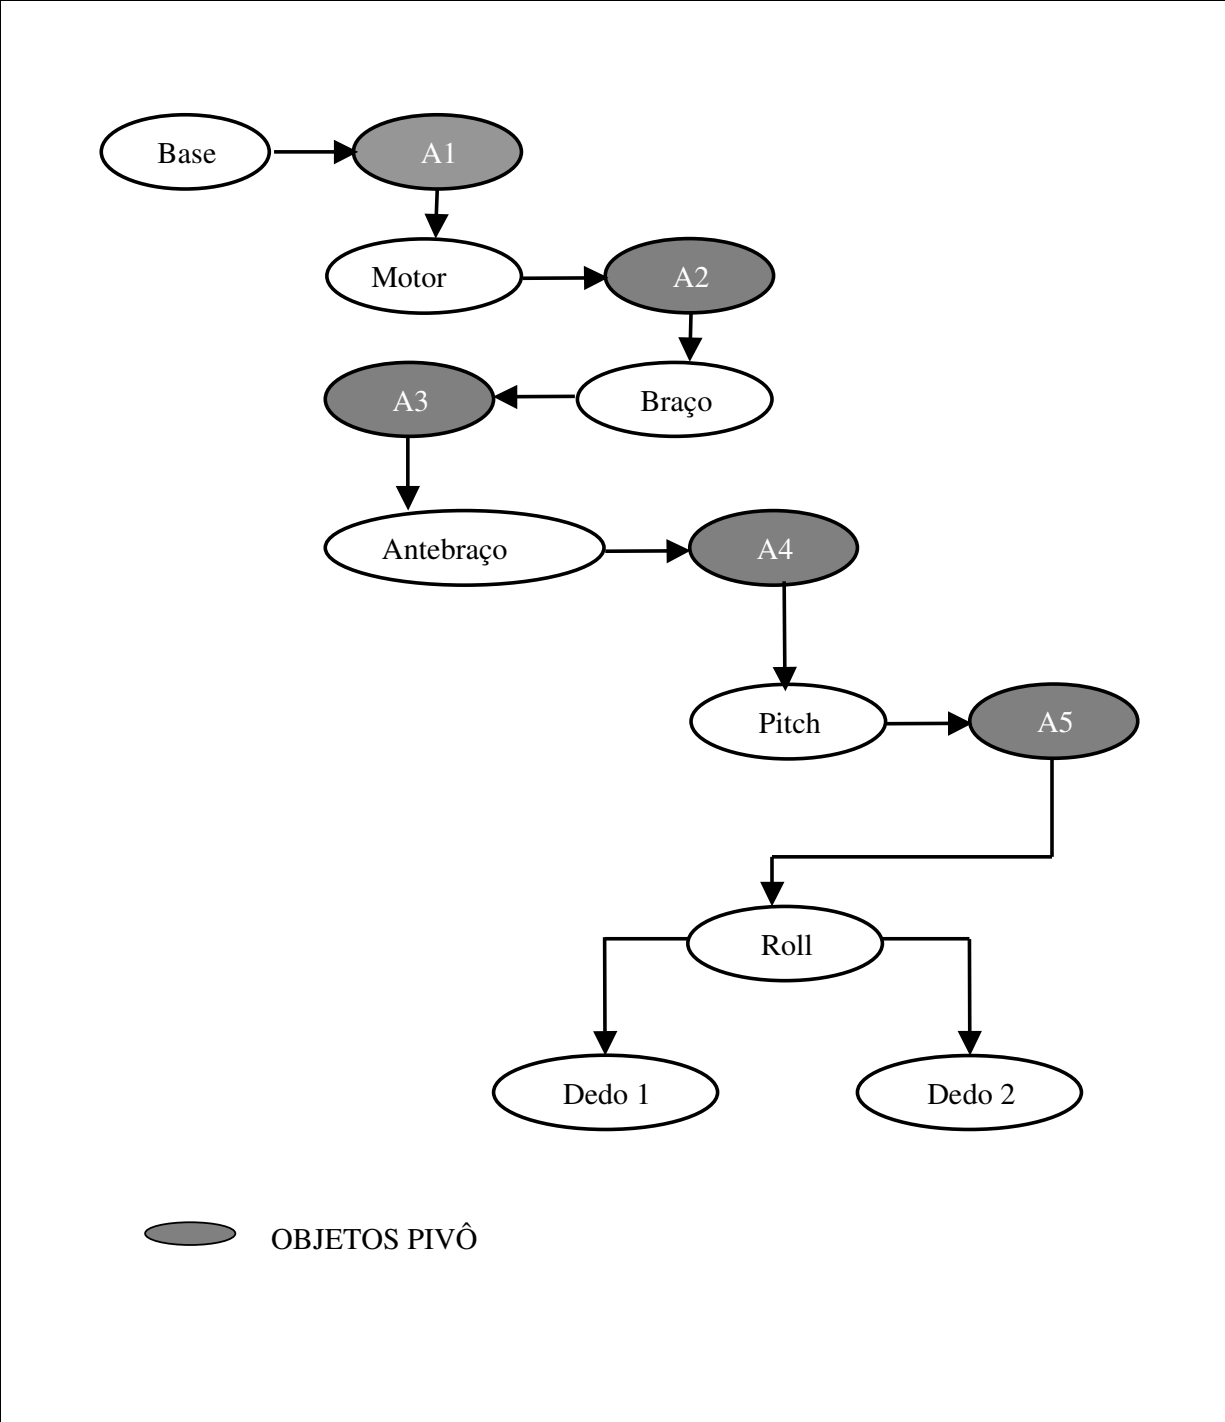 Base
A1
Motor
A2
A3
Braço
Antebraço
A4
Pitch
A5
Roll
Dedo 1
Dedo 2
OBJETOS PIVÔ